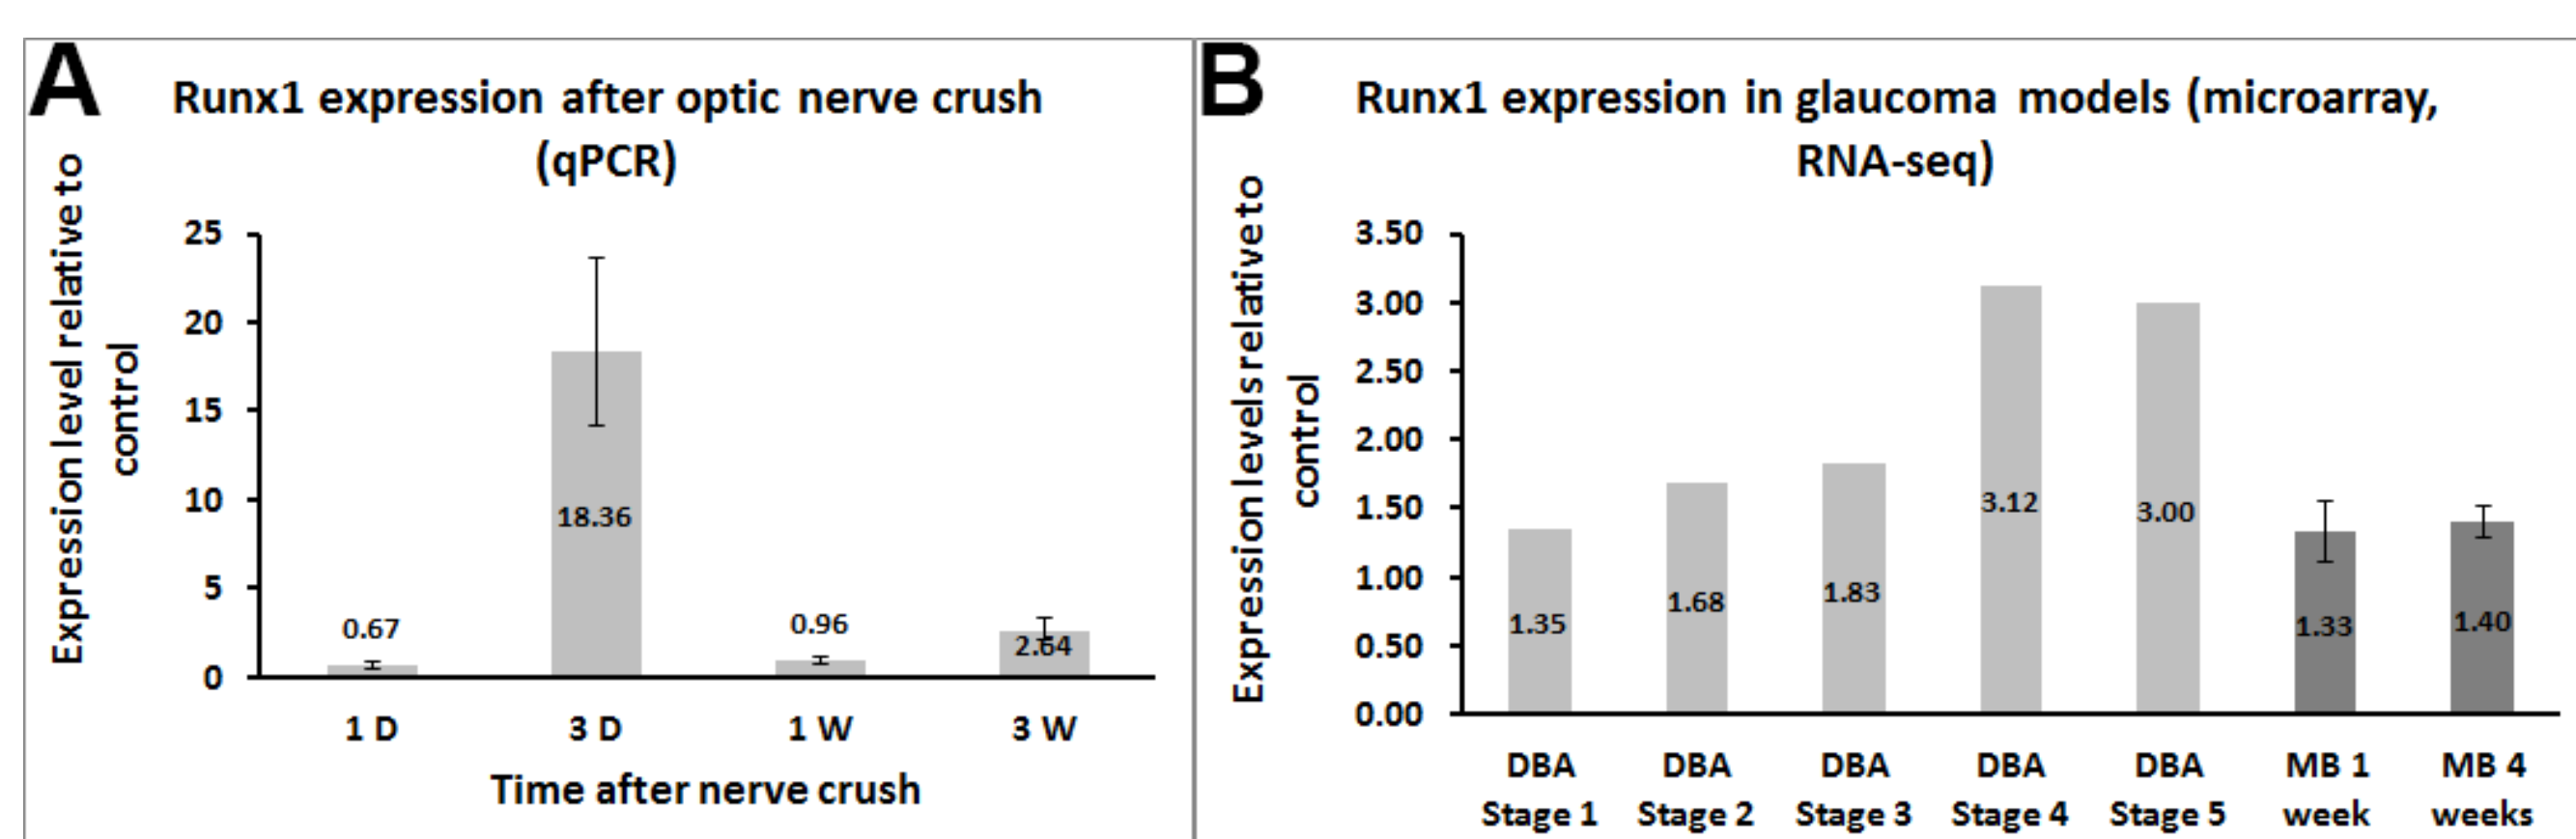 A
Runx1 expression after optic nerve crush
(qPCR)
Expression level relative to
control
25
20
15
10
5
0
0.67
18.36
0.96
2.64
1 D
3 D
1 W
3 W
Time after nerve crush
B
Runx1 expression in glaucoma models (microarray,
RNA-seq)
Expression levels relative to
control
3.50
3.00
2.50
2.00
1.50
1.00
0.50
0.00
1.35
1.68
1.83
3.12
3.00
1.33
1.40
DBA
Stage 1
DBA
Stage 2
DBA
Stage 3
DBA
Stage 4
DBA
Stage 5
MB 1
week
MB 4
weeks